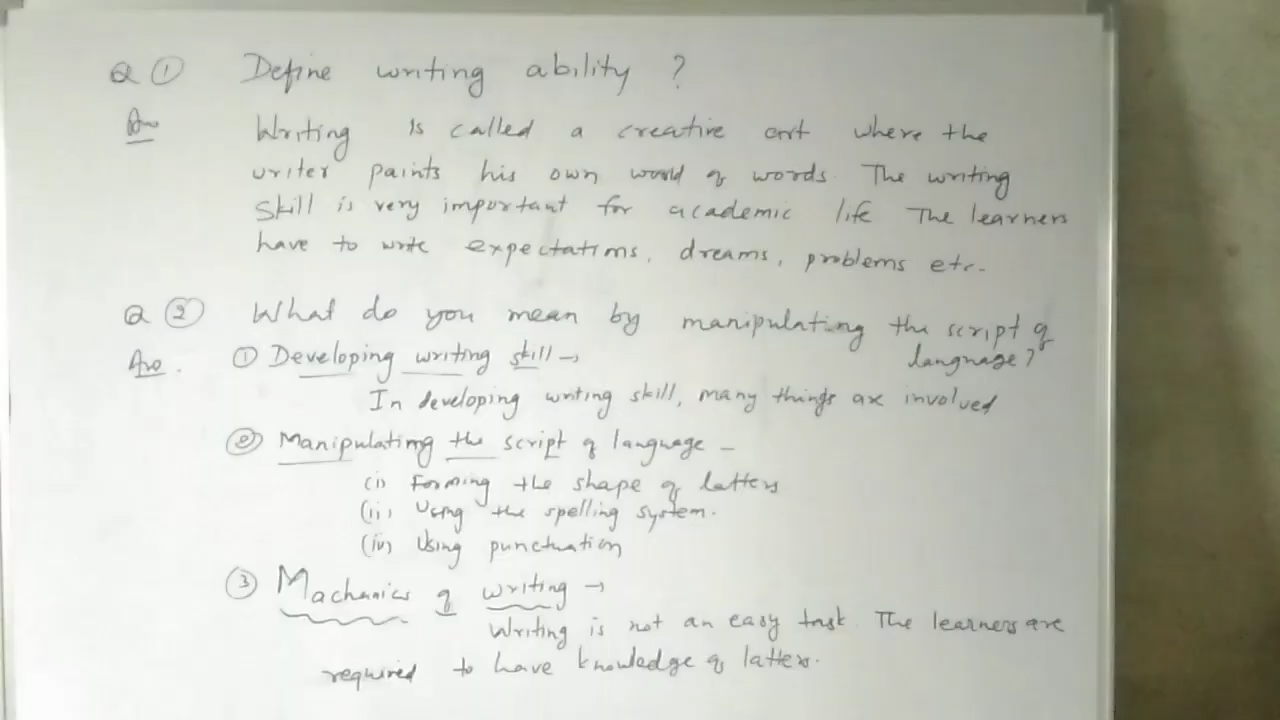 Q ① Define writing ability ?
Ans Writing is called a creative art where the
writer paints his own world of words. The writing
skill is very important for academic life The learners
have to write expectations, dreams, problems etc.
Q ② What do you mean by manipulating the script of
language?
Ans. ① Developing writing skill →
In developing writing skill, many things are involved
② Manipulating the script of language –
(i) Forming the shape of latters
(ii) Using the spelling system.
(iv) Using punctuation
③ Machanics of writing →
Writing is not an easy task. The learners are
required to have knowledge of latters.